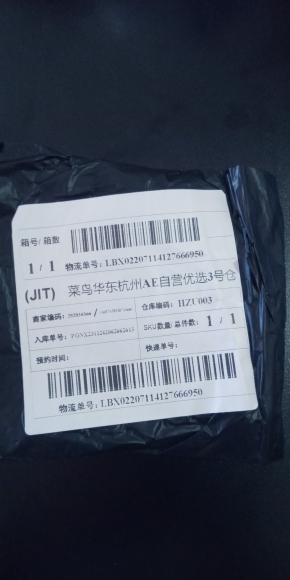 箱号/箱数
1 / 1 物流单号: LBX02207114127666950
(JIT) 菜鸟华东杭州AE自营优选3号仓
商家编码:
仓库编码: HZU003
入库单号:
SKU数量/总件数: 1 / 1
预约时间:
快递单号:
物流单号: LBX02207114127666950